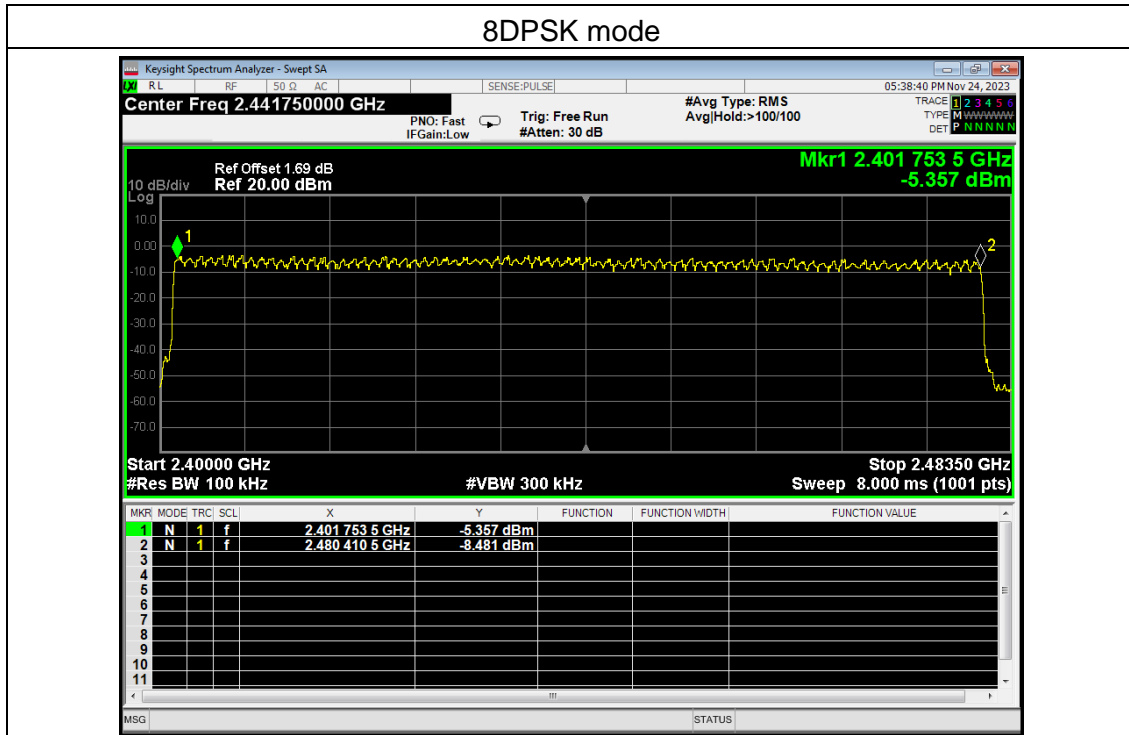 8DPSK mode
Keysight Spectrum Analyzer - Swept SA
LXI RL RF 50 Ω AC SENSE:PULSE 05:38:40 PM Nov 24, 2023
Center Freq 2.441750000 GHz #Avg Type: RMS TRACE 1 2 3 4 5 6
PNO: Fast Trig: Free Run Avg|Hold:>100/100 TYPE M WWWWW
IFGain:Low #Atten: 30 dB DET P N N N N N
Mkr1 2.401 753 5 GHz
Ref Offset 1.69 dB
10 dB/div Ref 20.00 dBm -5.357 dBm
Log
10.0
1
0.00 2
-10.0
-20.0
-30.0
-40.0
-50.0
-60.0
-70.0
Start 2.40000 GHz Stop 2.48350 GHz
#Res BW 100 kHz #VBW 300 kHz Sweep 8.000 ms (1001 pts)
MKR MODE TRC SCL X Y FUNCTION FUNCTION WIDTH FUNCTION VALUE
1 N 1 f 2.401 753 5 GHz -5.357 dBm
2 N 1 f 2.480 410 5 GHz -8.481 dBm
3
4
5
6
7
8
9
10
11
MSG STATUS